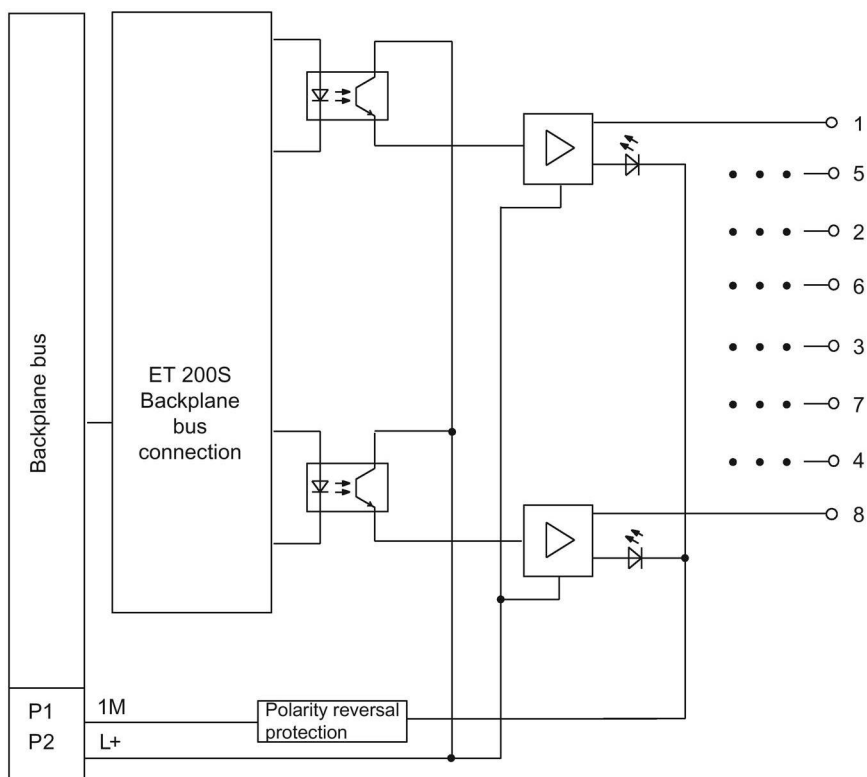 Backplane bus
ET 200S
Backplane
bus
connection
1
5
2
6
3
7
4
8
P1
1M
Polarity reversal
protection
P2
L+